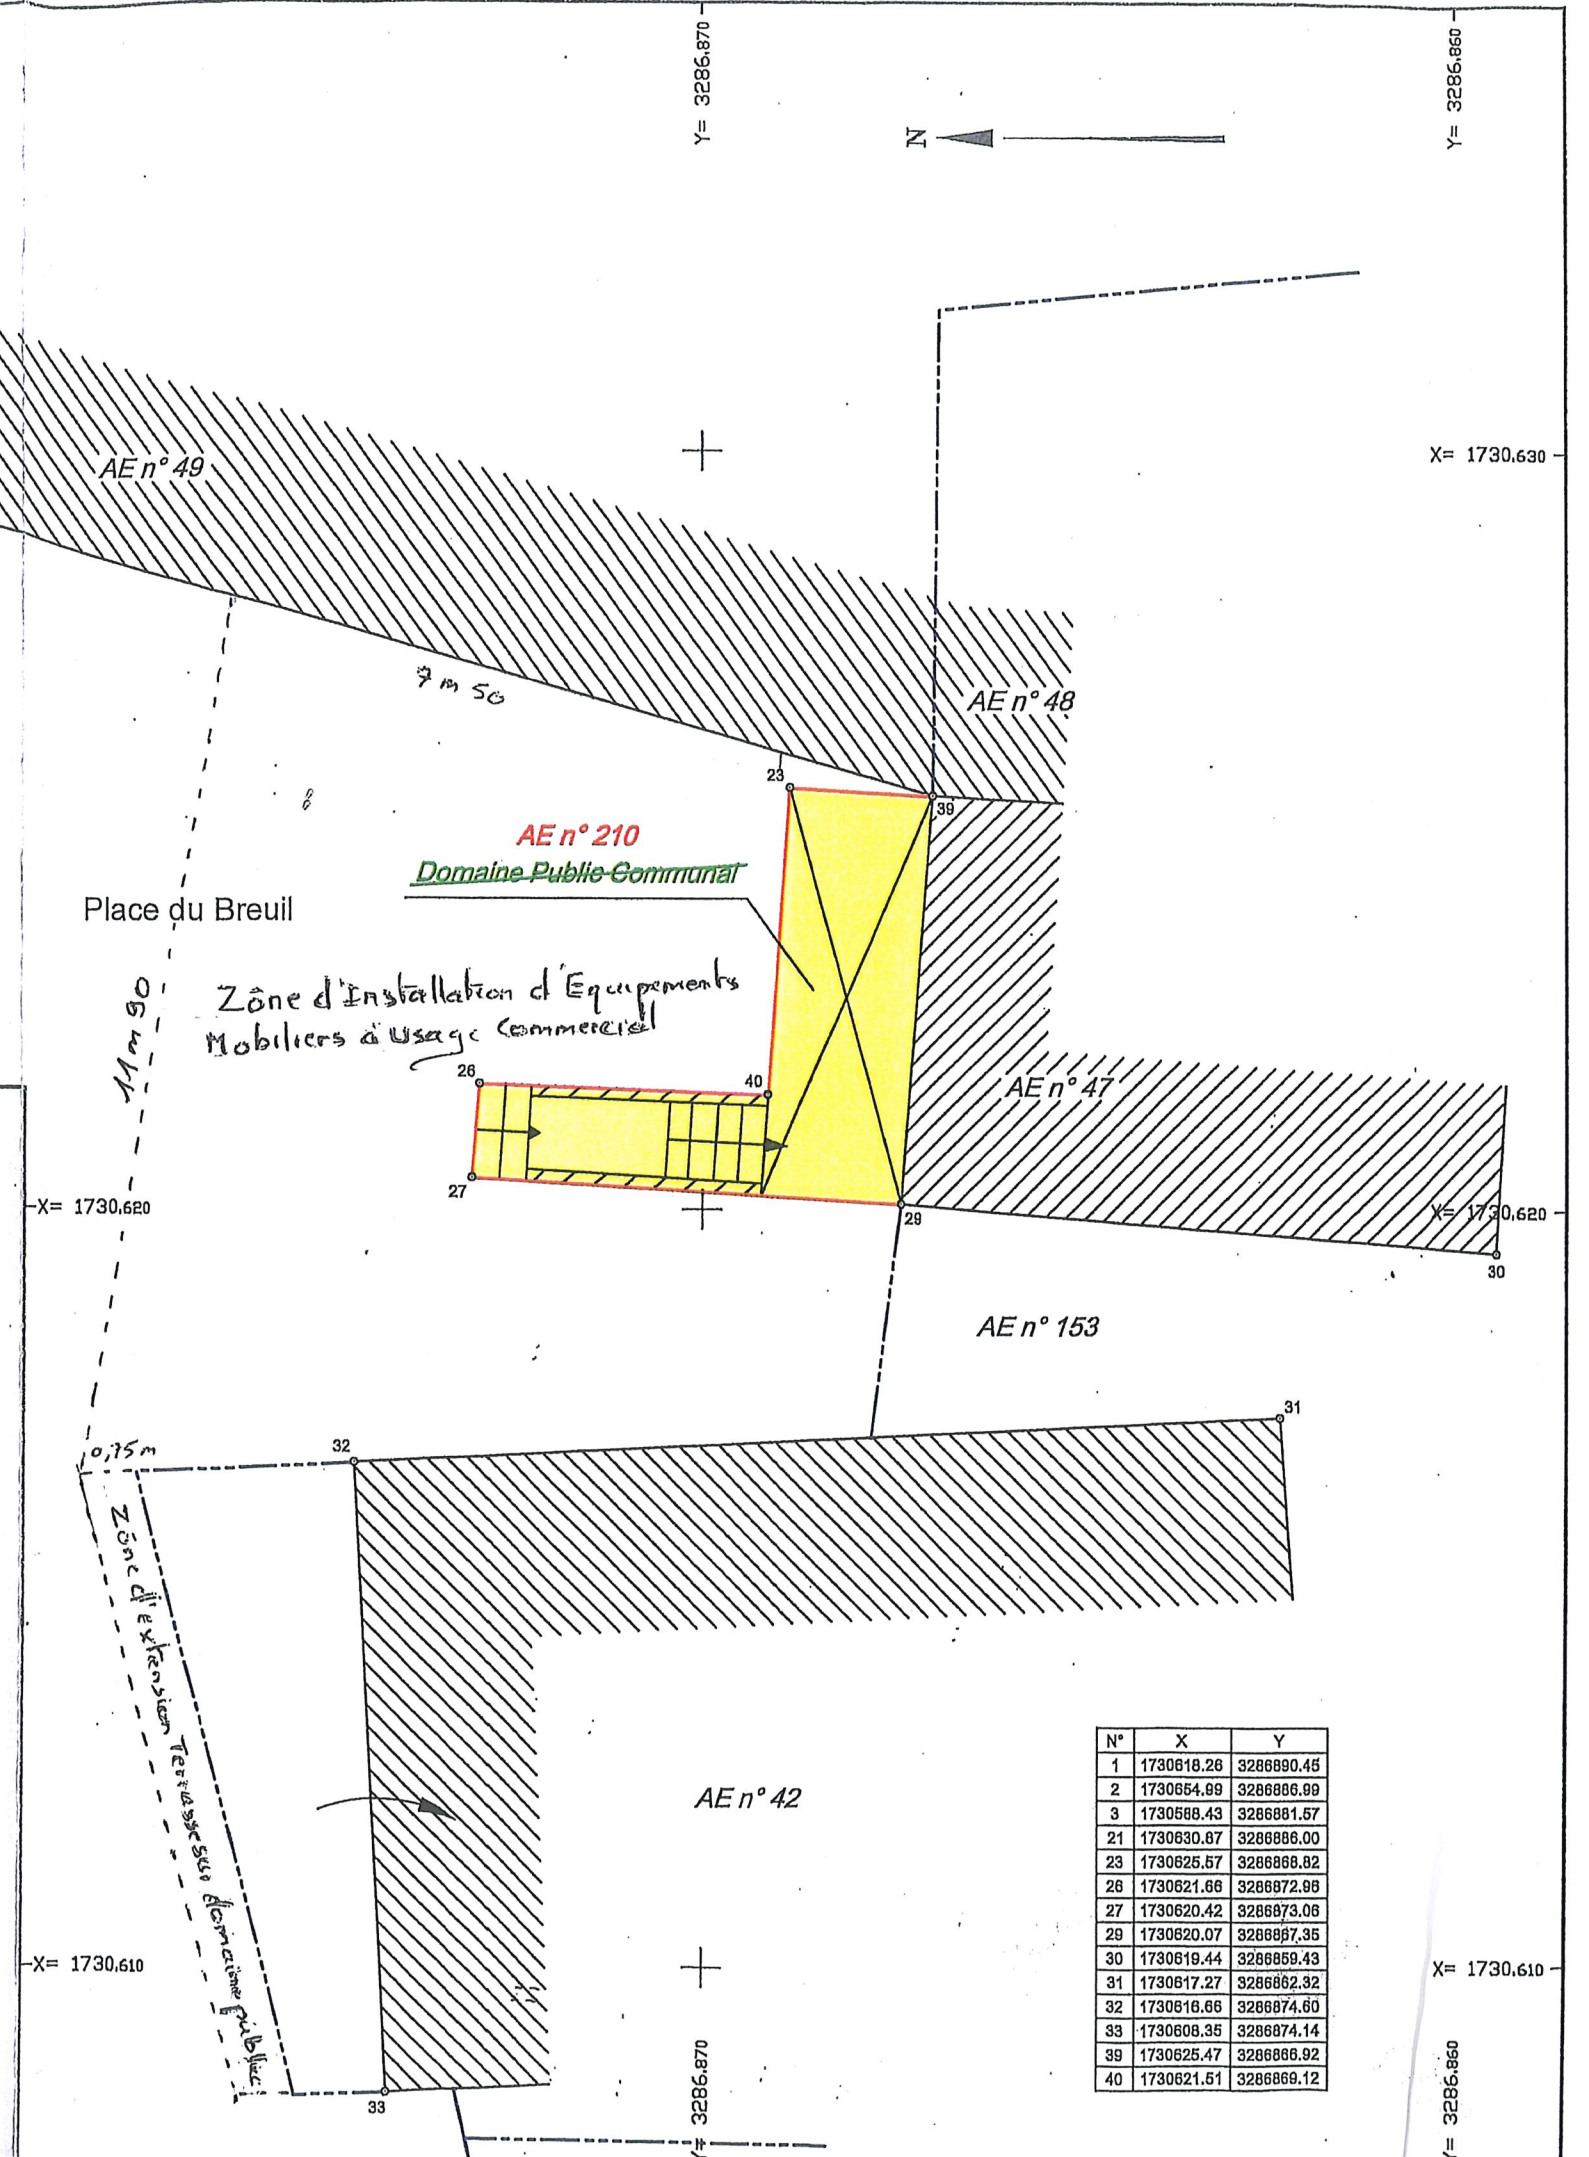 Y= 3286.870
Y= 3286.860
N
X= 1730.630
AE n° 49
7 m 50
AE n° 48
23
39
AE n° 210
Domaine Public Communal
Place du Breuil
11 m 90
Zône d'Installation d'Equipements
Mobiliers à Usage Commercial
26
40
AE n° 47
27
X= 1730.620
29
X= 1730.620
30
AE n° 153
31
0,75m
32
Zône d'extension Terrasse sur domaine public
AE n° 42
N° X Y
1 1730618.26 3286890.45
2 1730654.99 3286886.99
3 1730588.43 3286881.57
21 1730630.87 3286886.00
23 1730625.57 3286868.82
26 1730621.66 3286872.96
27 1730620.42 3286873.06
29 1730620.07 3286867.35
30 1730619.44 3286859.43
31 1730617.27 3286862.32
32 1730616.66 3286874.60
33 1730608.35 3286874.14
39 1730625.47 3286866.92
40 1730621.51 3286869.12
X= 1730.610
X= 1730.610
33
Y= 3286.870
Y= 3286.860